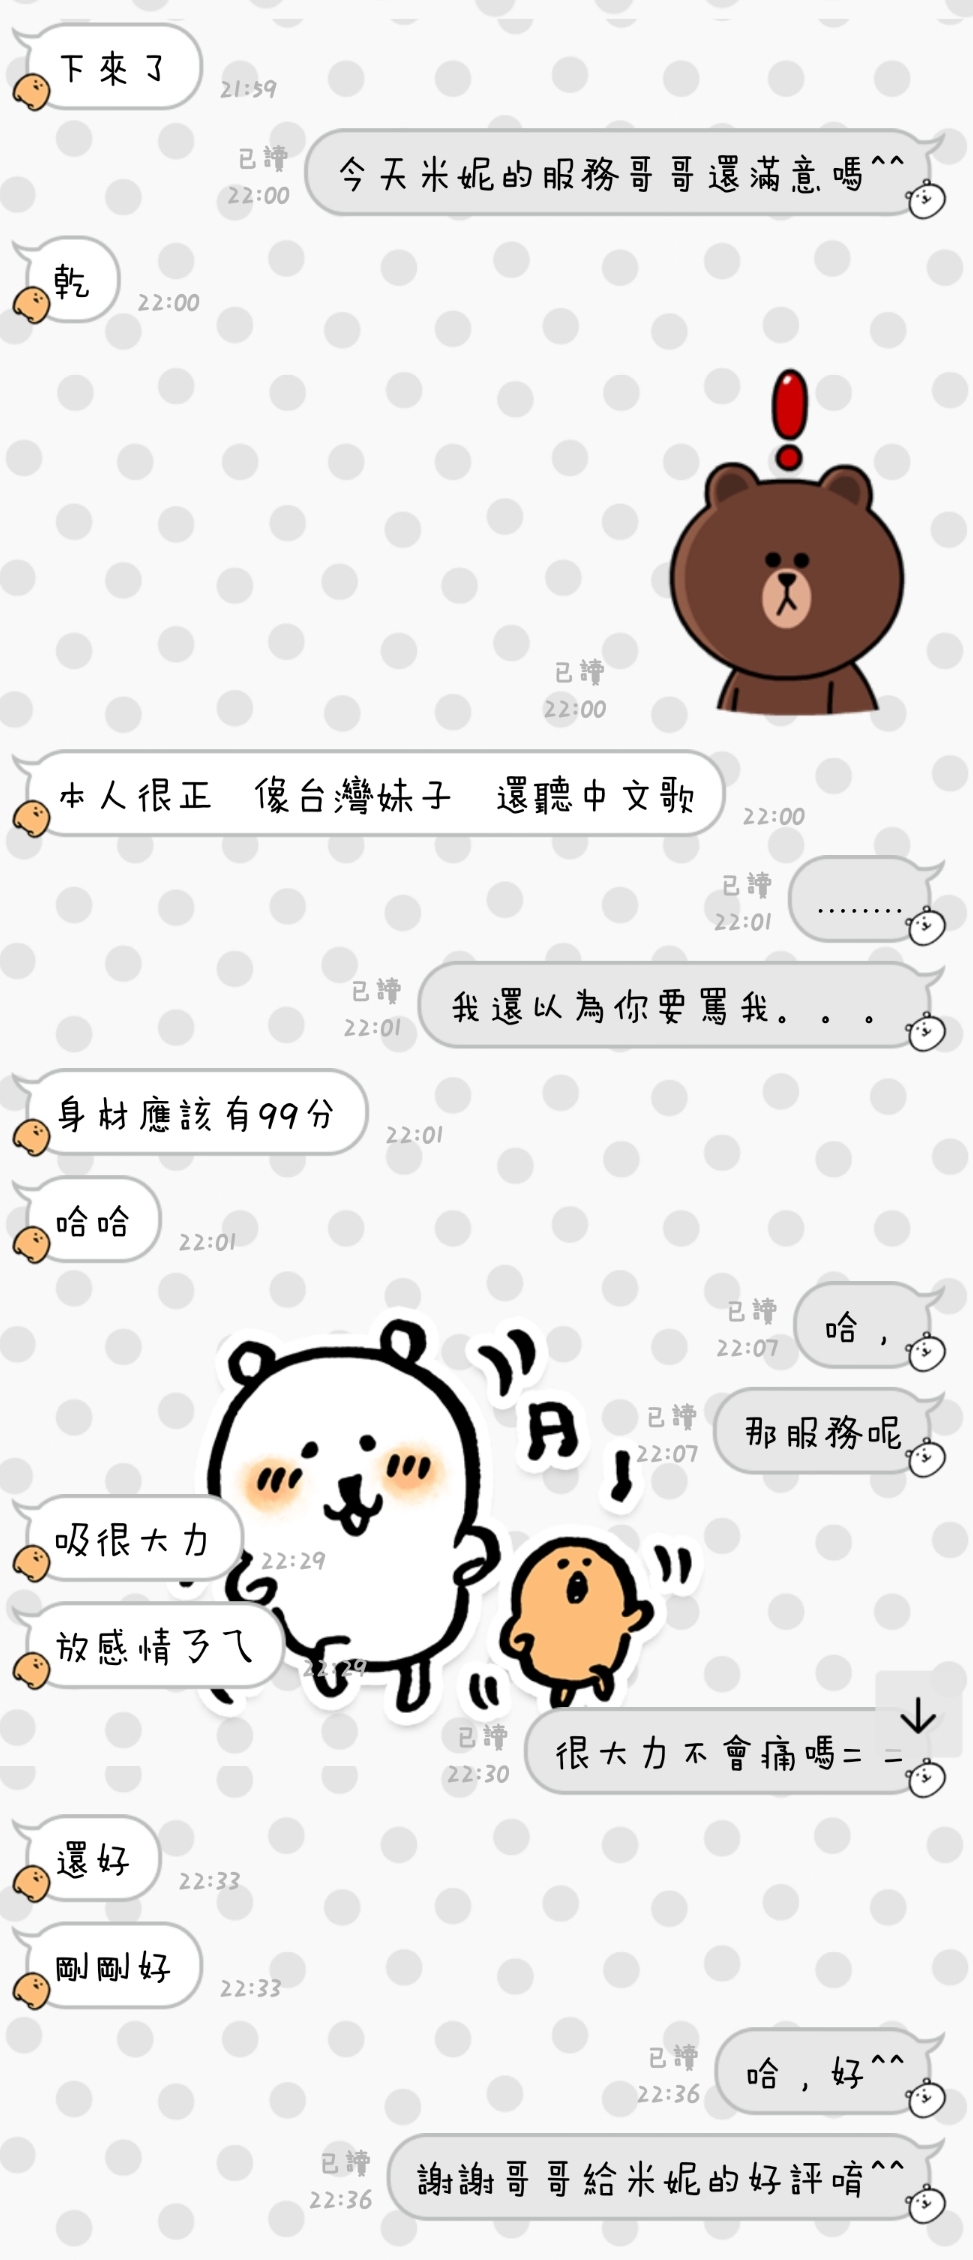 下來了
21:59
已讀
22:00
今天米妮的服務哥哥還滿意嗎^^
乾
22:00
已讀
22:00
本人很正 像台灣妹子 還聽中文歌
22:00
已讀
22:01
........
已讀
22:01
我還以為你要罵我。。。
身材應該有99分
22:01
哈哈
22:01
已讀
22:07
哈,
已讀
22:07
那服務呢
吸很大力
22:29
放感情ㄋㄟ
22:29
已讀
22:30
很大力不會痛嗎= =
還好
22:33
剛剛好
22:33
已讀
22:36
哈,好^^
已讀
22:36
謝謝哥哥給米妮的好評唷^^